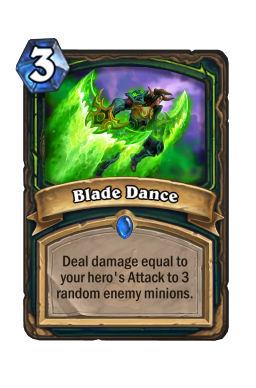 3
Blade Dance
Deal damage equal to
your hero's Attack to 3
random enemy minions.